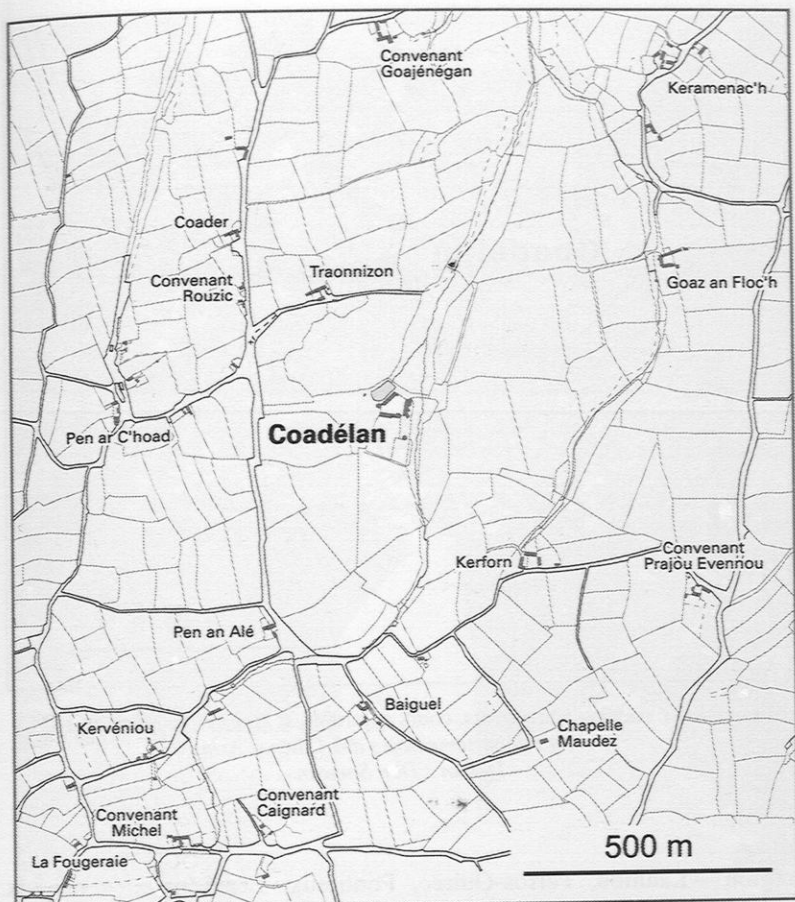 Convenant
Goajénégan
Keramenac'h
Coader
Convenant
Rouzic
Traonnizon
Goaz an Floc'h
Pen ar C'hoad
Coadélan
Kerforn
Convenant
Prajòu Evennou
Pen an Alé
Baiguel
Kervéniou
Chapelle
Maudez
Convenant
Michel
Convenant
Caignard
La Fougeraie
500 m